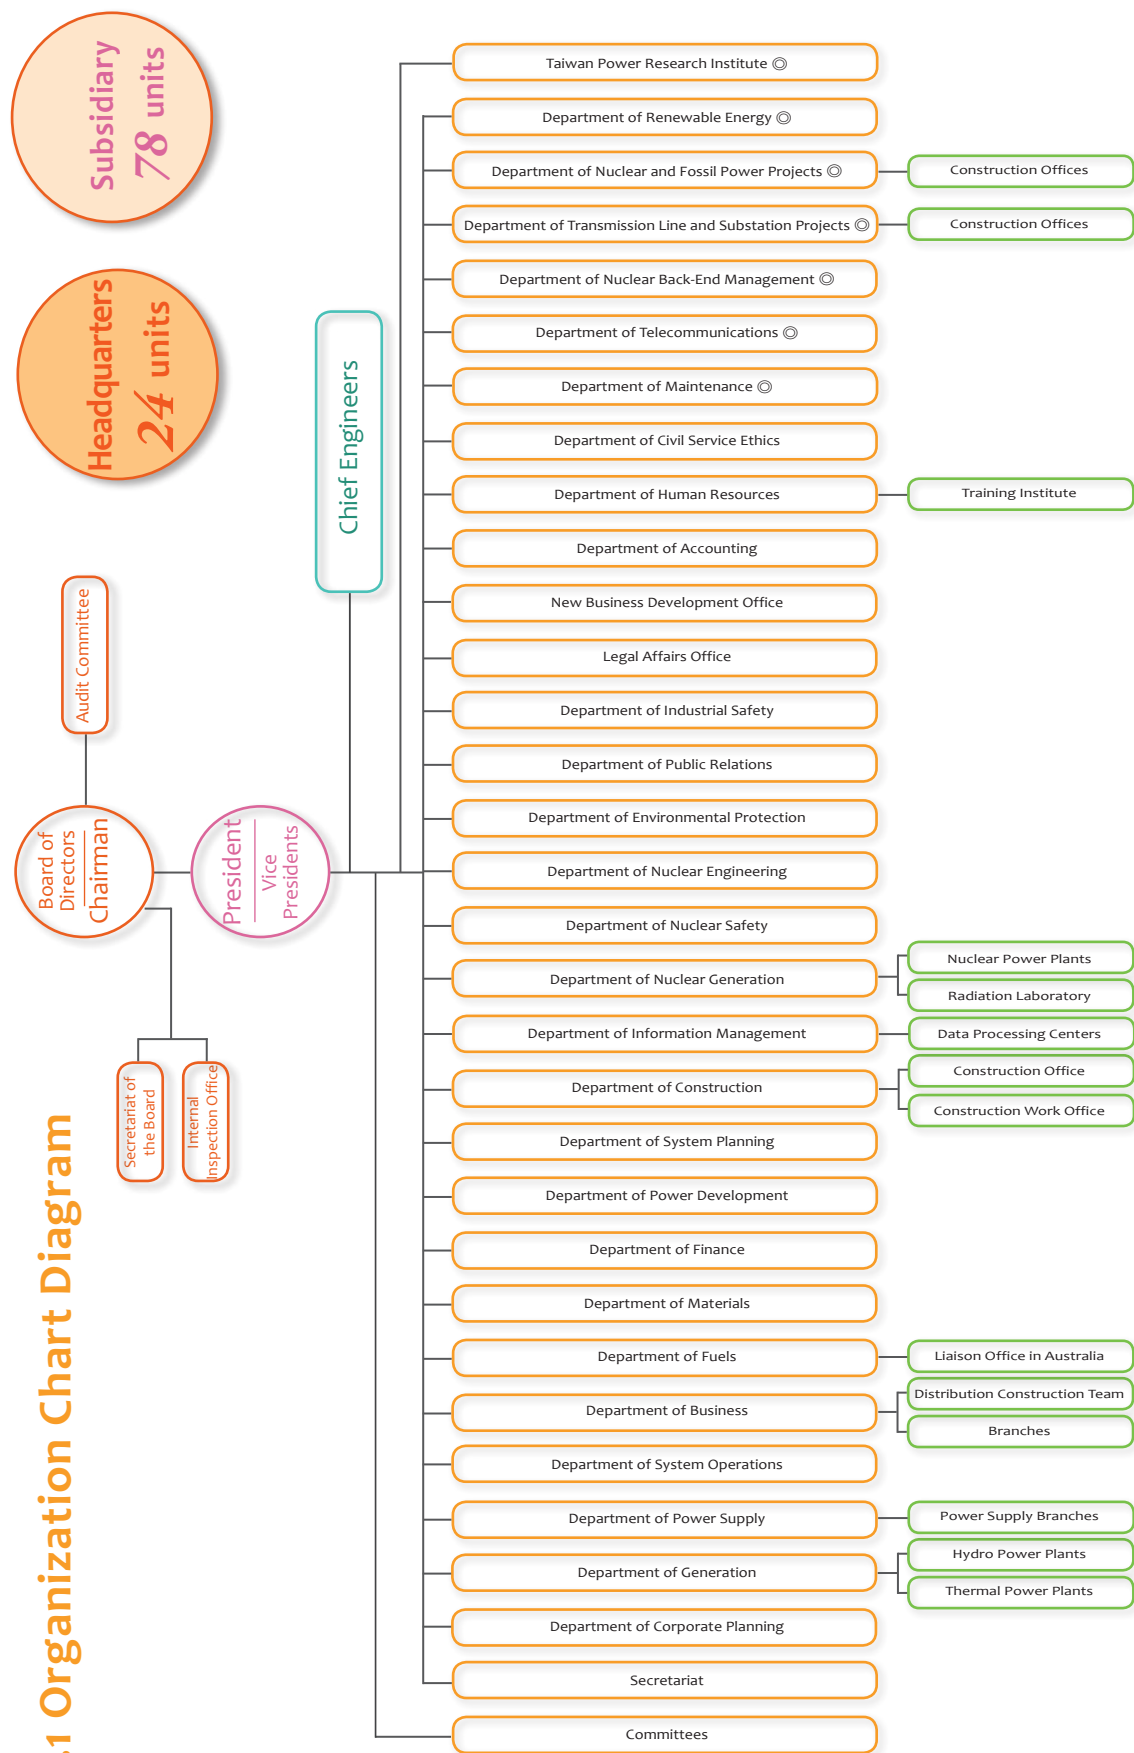 .1 Organization Chart Diagram
Subsidiary
78 units
Headquarters
24 units
Audit Committee
Board of
Directors
Chairman
President
Vice
Presidents
Secretariat of
the Board
Internal
Inspection Office
Chief Engineers
Taiwan Power Research Institute ◎
Department of Renewable Energy ◎
Department of Nuclear and Fossil Power Projects ◎
Construction Offices
Department of Transmission Line and Substation Projects ◎
Construction Offices
Department of Nuclear Back-End Management ◎
Department of Telecommunications ◎
Department of Maintenance ◎
Department of Civil Service Ethics
Department of Human Resources
Training Institute
Department of Accounting
New Business Development Office
Legal Affairs Office
Department of Industrial Safety
Department of Public Relations
Department of Environmental Protection
Department of Nuclear Engineering
Department of Nuclear Safety
Department of Nuclear Generation
Nuclear Power Plants
Radiation Laboratory
Department of Information Management
Data Processing Centers
Department of Construction
Construction Office
Construction Work Office
Department of System Planning
Department of Power Development
Department of Finance
Department of Materials
Department of Fuels
Liaison Office in Australia
Department of Business
Distribution Construction Team
Branches
Department of System Operations
Department of Power Supply
Power Supply Branches
Department of Generation
Hydro Power Plants
Thermal Power Plants
Department of Corporate Planning
Secretariat
Committees